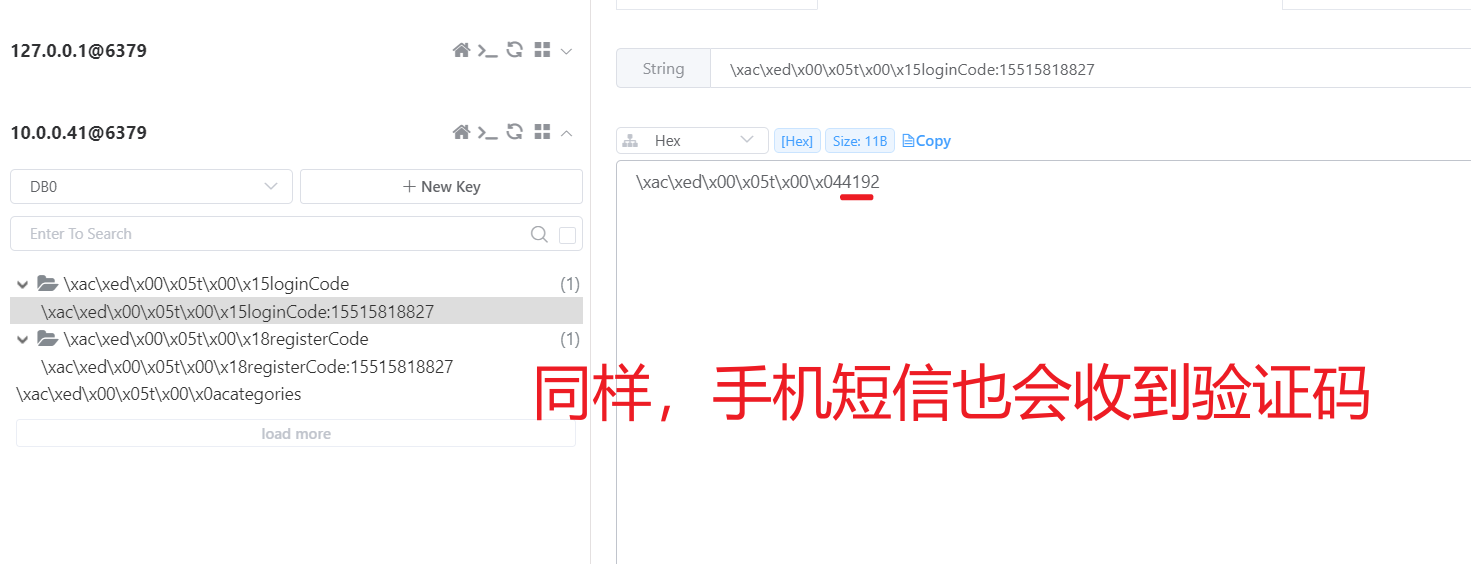 127.0.0.1@6379
10.0.0.41@6379
DB0
+ New Key
Enter To Search
\xac\xed\x00\x05t\x00\x15loginCode (1)
\xac\xed\x00\x05t\x00\x15loginCode:15515818827
\xac\xed\x00\x05t\x00\x18registerCode (1)
\xac\xed\x00\x05t\x00\x18registerCode:15515818827
\xac\xed\x00\x05t\x00\x0acategories
load more
String \xac\xed\x00\x05t\x00\x15loginCode:15515818827
Hex [Hex] Size: 11B Copy
\xac\xed\x00\x05t\x00\x044192
同样，手机短信也会收到验证码